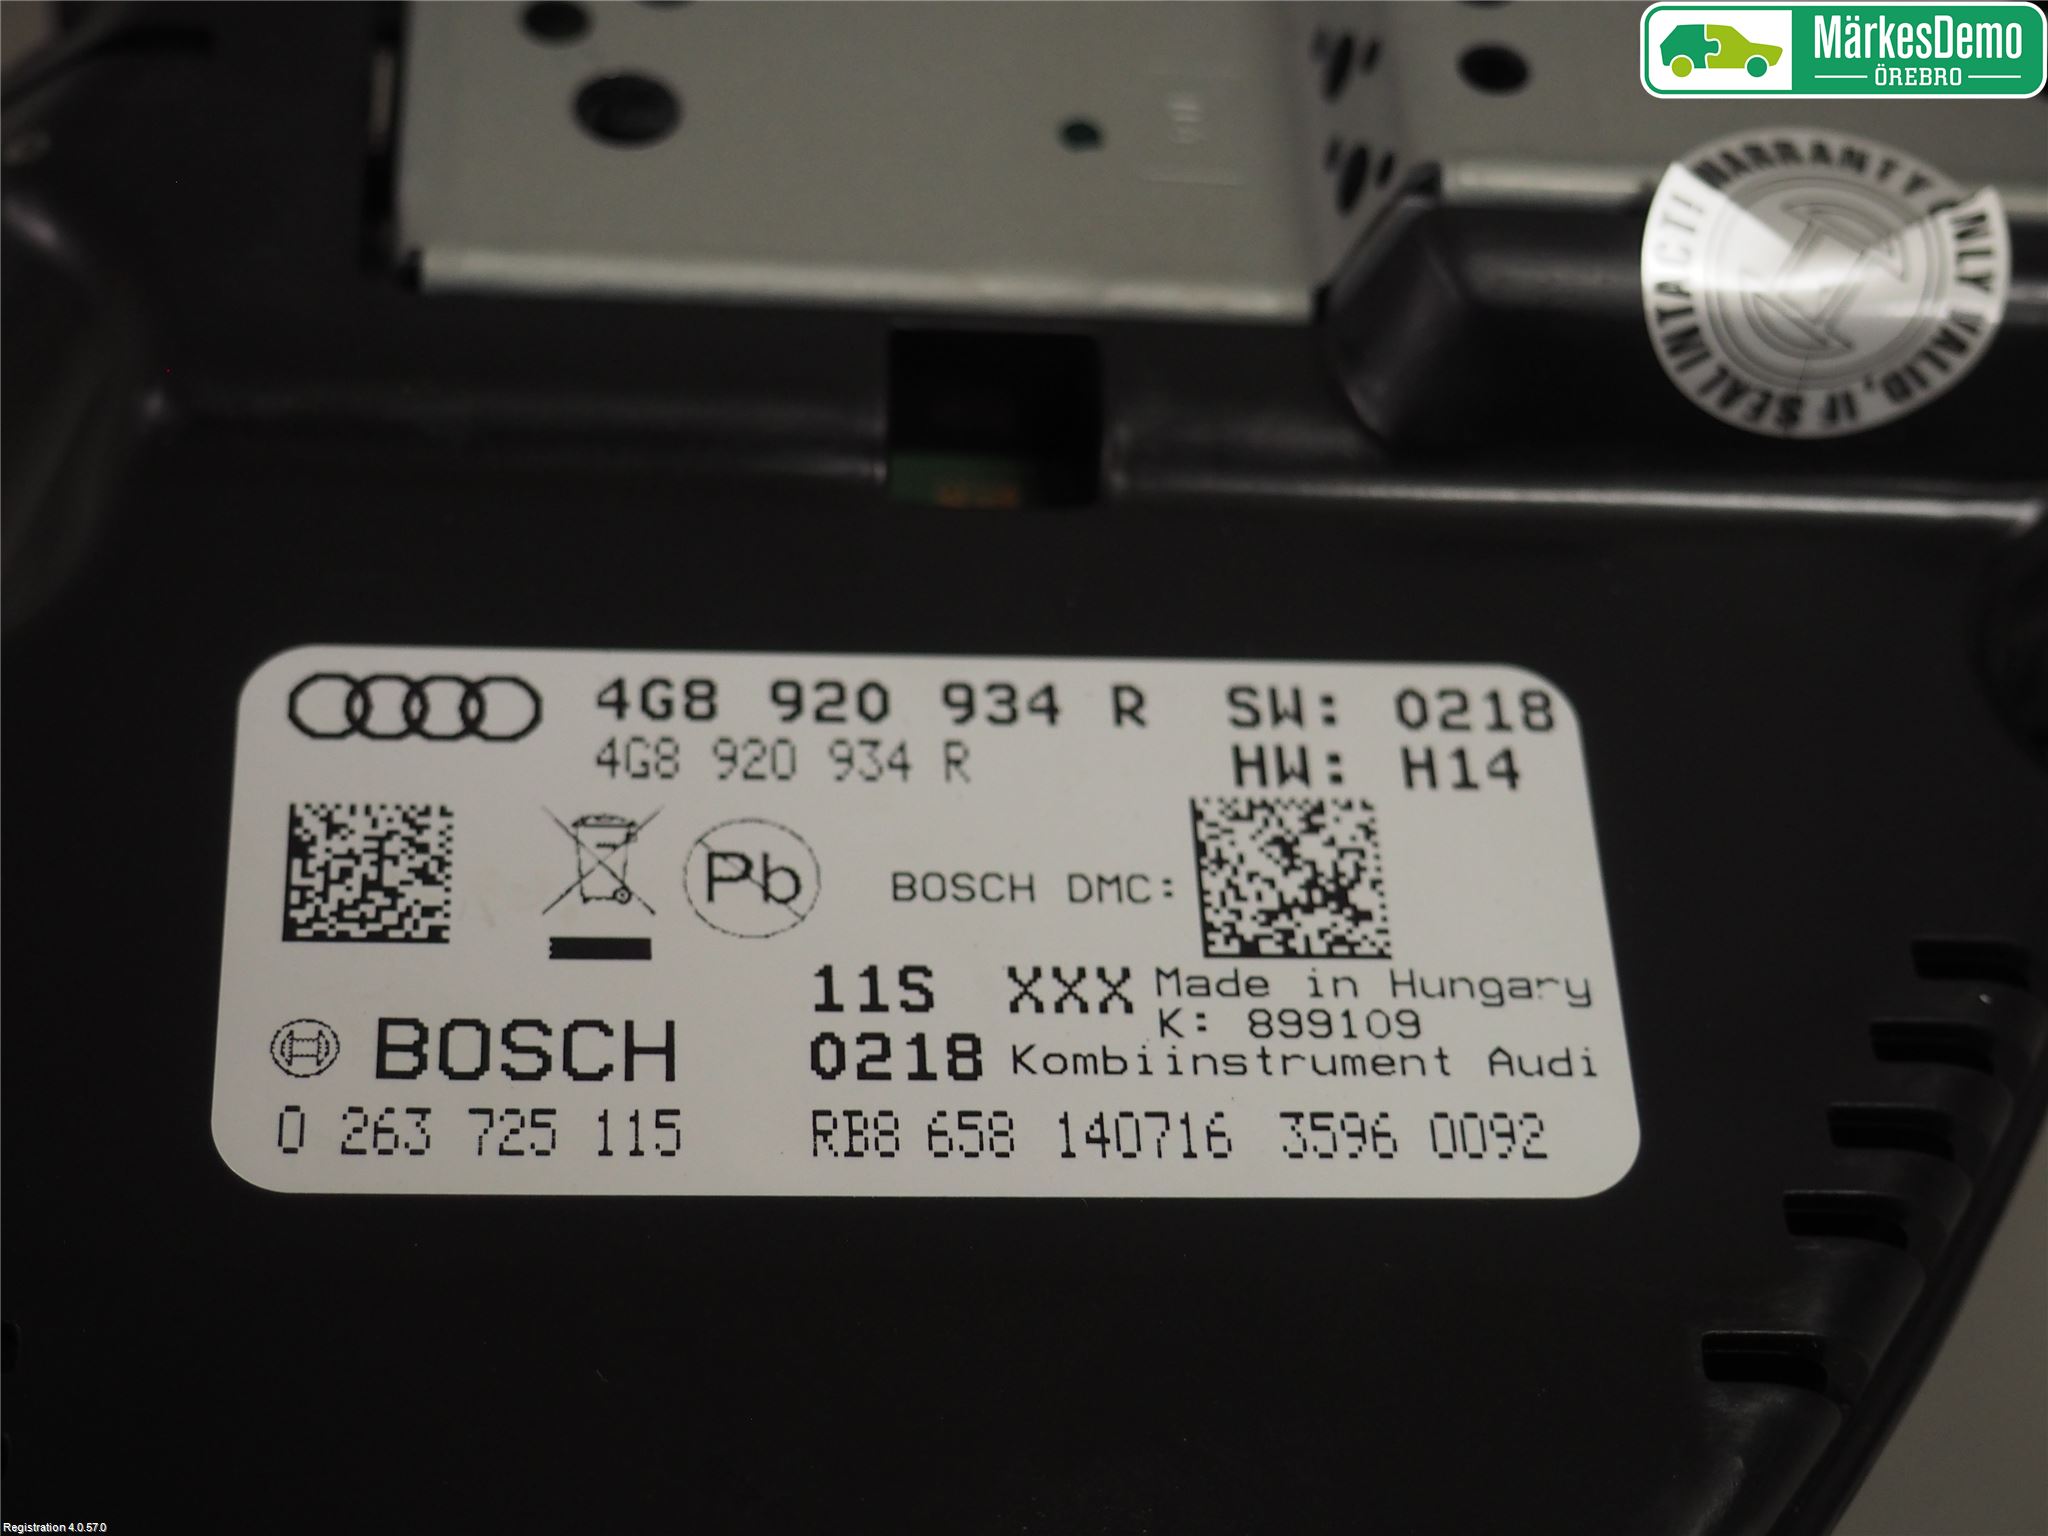 MärkesDemo
ÖREBRO
WARRANTY ONLY VALID, IF SEAL INTACT!
4G8 920 934 R SW: 0218
4G8 920 934 R HW: H14
Pb
BOSCH DMC:
11S XXX Made in Hungary
K: 899109
BOSCH 0218 Kombiinstrument Audi
0 263 725 115 RB8 658 140716 3596 0092
Registration 4.0.57.0